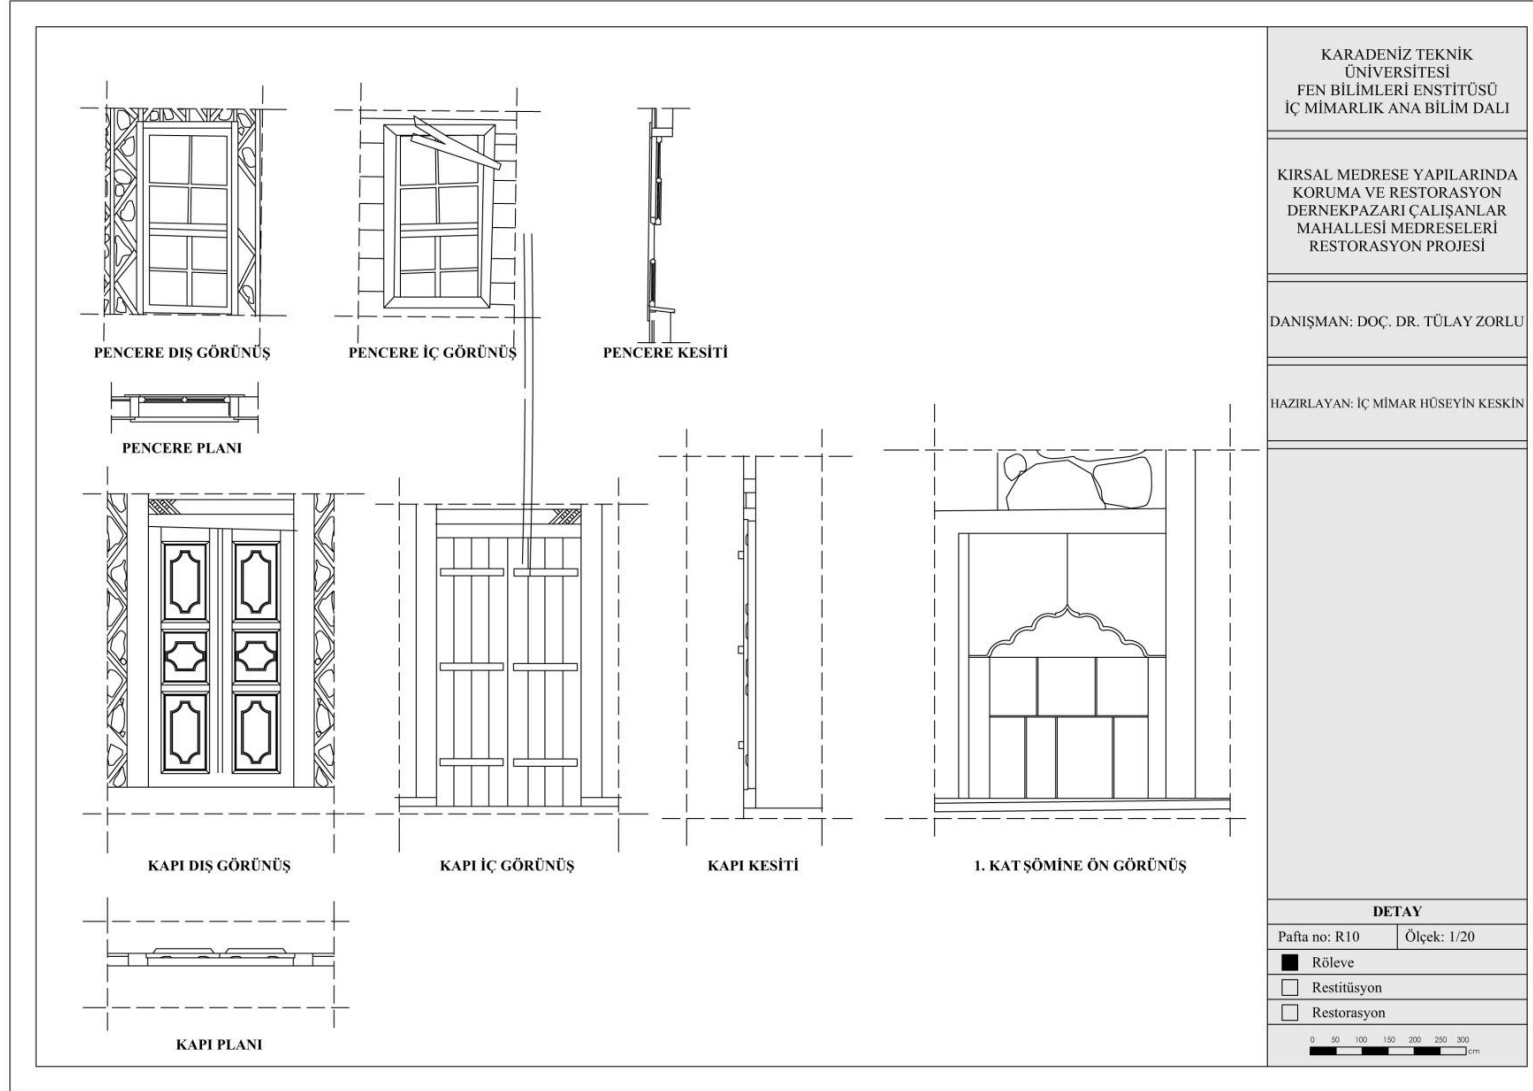 KARADENİZ TEKNİK
ÜNİVERSİTESİ
FEN BİLİMLERİ ENSTİTÜSÜ
İÇ MİMARLIK ANA BİLİM DALI
KIRSAL MEDRESE YAPILARINDA
KORUMA VE RESTORASYON
DERNEKPAZARI ÇALIŞANLAR
MAHALLESİ MEDRESELERİ
RESTORASYON PROJESİ
DANIŞMAN: DOÇ. DR. TÜLAY ZORLU
HAZIRLAYAN: İÇ MİMAR HÜSEYİN KESKİN
PENCERE DIŞ GÖRÜNÜŞ
PENCERE İÇ GÖRÜNÜŞ
PENCERE KESİTİ
PENCERE PLANI
KAPI DIŞ GÖRÜNÜŞ
KAPI İÇ GÖRÜNÜŞ
KAPI KESİTİ
1. KAT ŞÖMİNE ÖN GÖRÜNÜŞ
KAPI PLANI
DETAY
Pafta no: R10
Ölçek: 1/20
Röleve
Restitüsyon
Restorasyon
0 50 100 150 200 250 300
cm